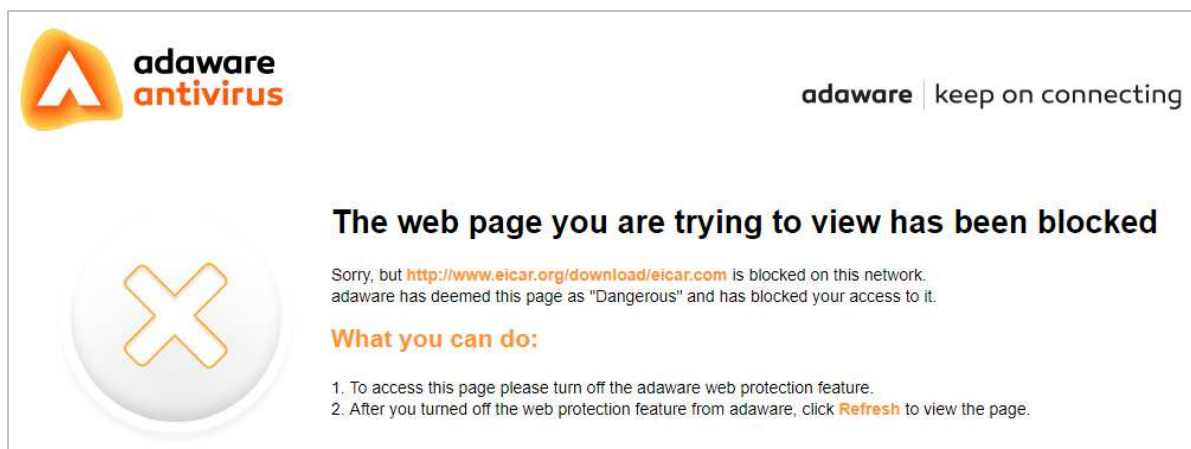 adaware
antivirus
adaware | keep on connecting
The web page you are trying to view has been blocked
Sorry, but http://www.eicar.org/download/eicar.com is blocked on this network.
adaware has deemed this page as "Dangerous" and has blocked your access to it.
What you can do:
1. To access this page please turn off the adaware web protection feature.
2. After you turned off the web protection feature from adaware, click Refresh to view the page.